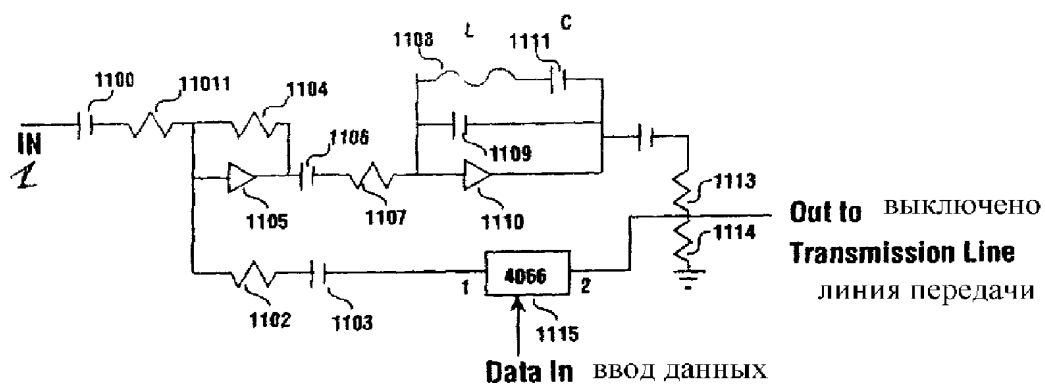 L
C
1108
1111
1100
11011
1104
1106
1109
IN
1
1105
1107
1110
1113
1114
Out to выключено
Transmission Line
линия передачи
1 4066 2
1102
1103
1115
Data In ввод данных